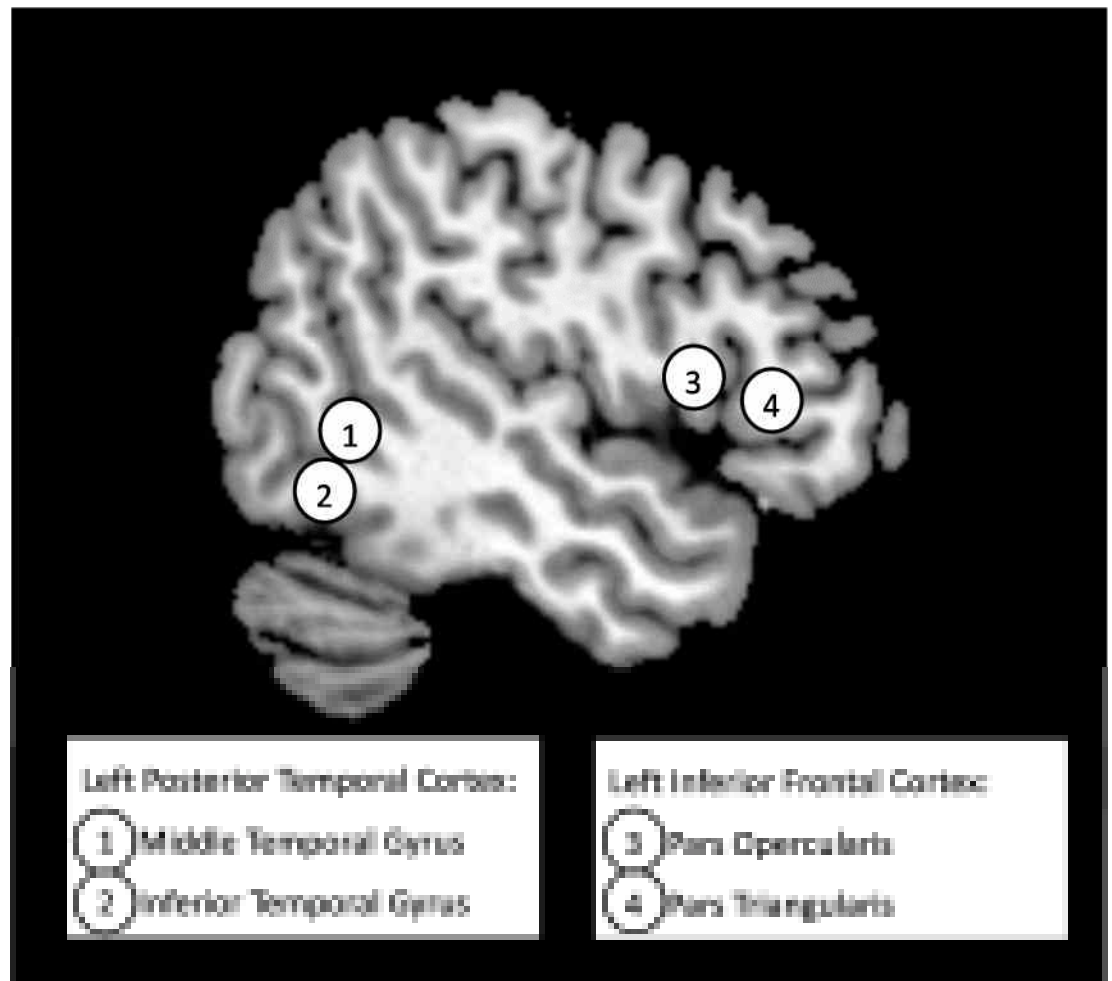 1
2
3
4
Left Posterior Temporal Cortex:
1 Middle Temporal Gyrus
2 Inferior Temporal Gyrus
Left Inferior Frontal Cortex:
3 Pars Opercularis
4 Pars Triangularis